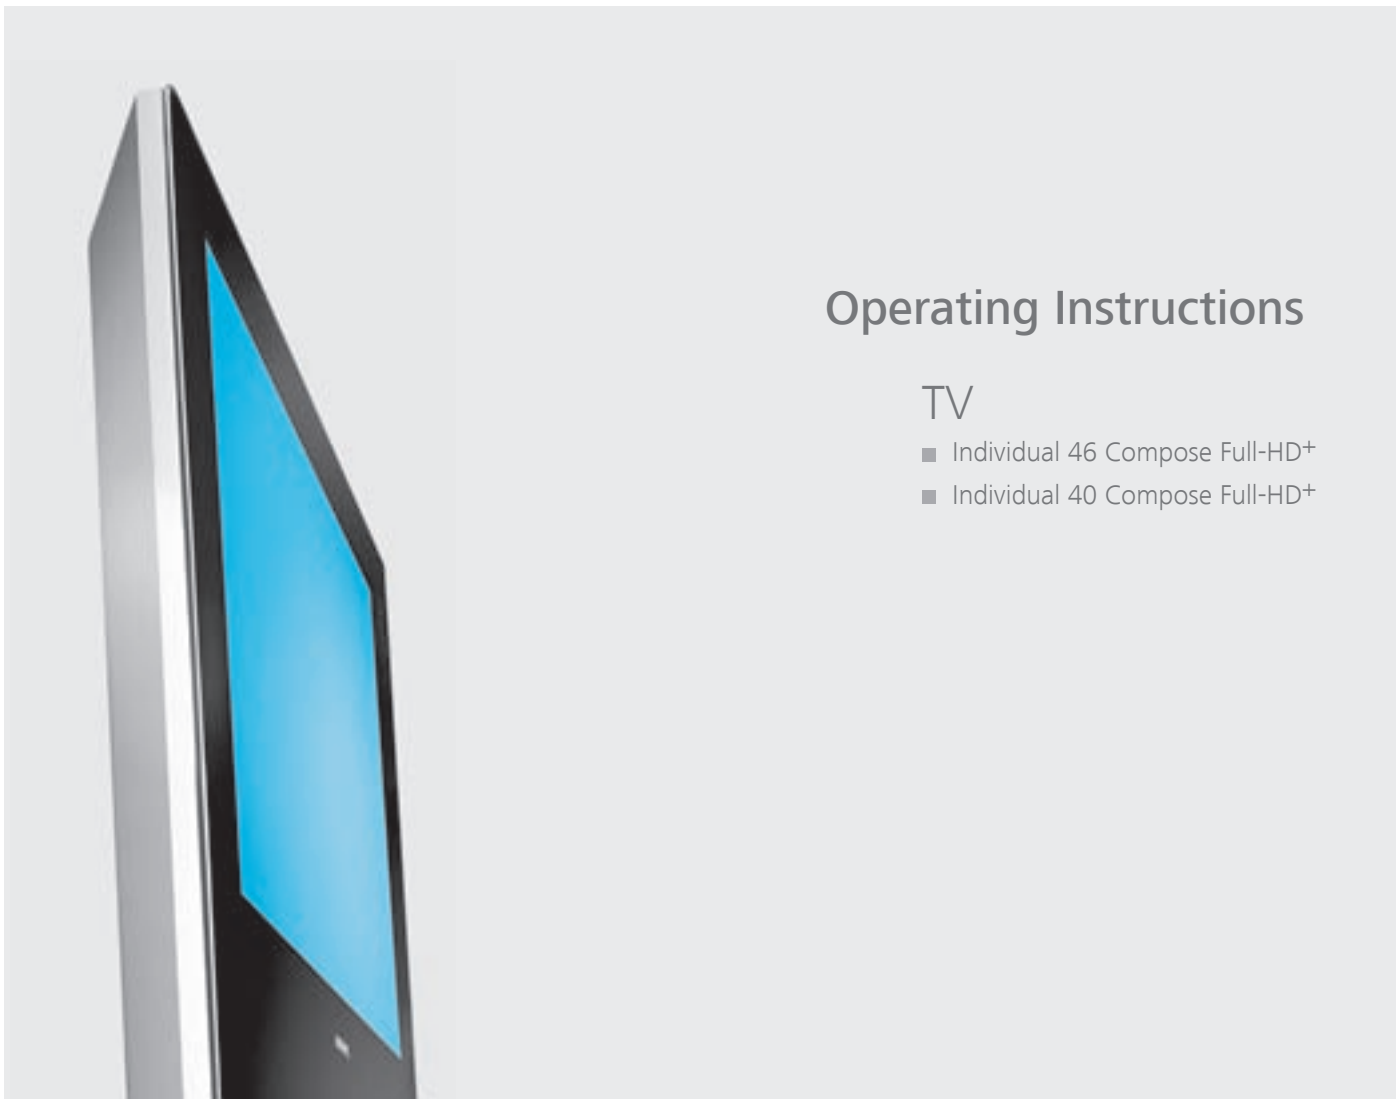 Operating Instructions
TV
Individual 46 Compose Full-HD+
Individual 40 Compose Full-HD+